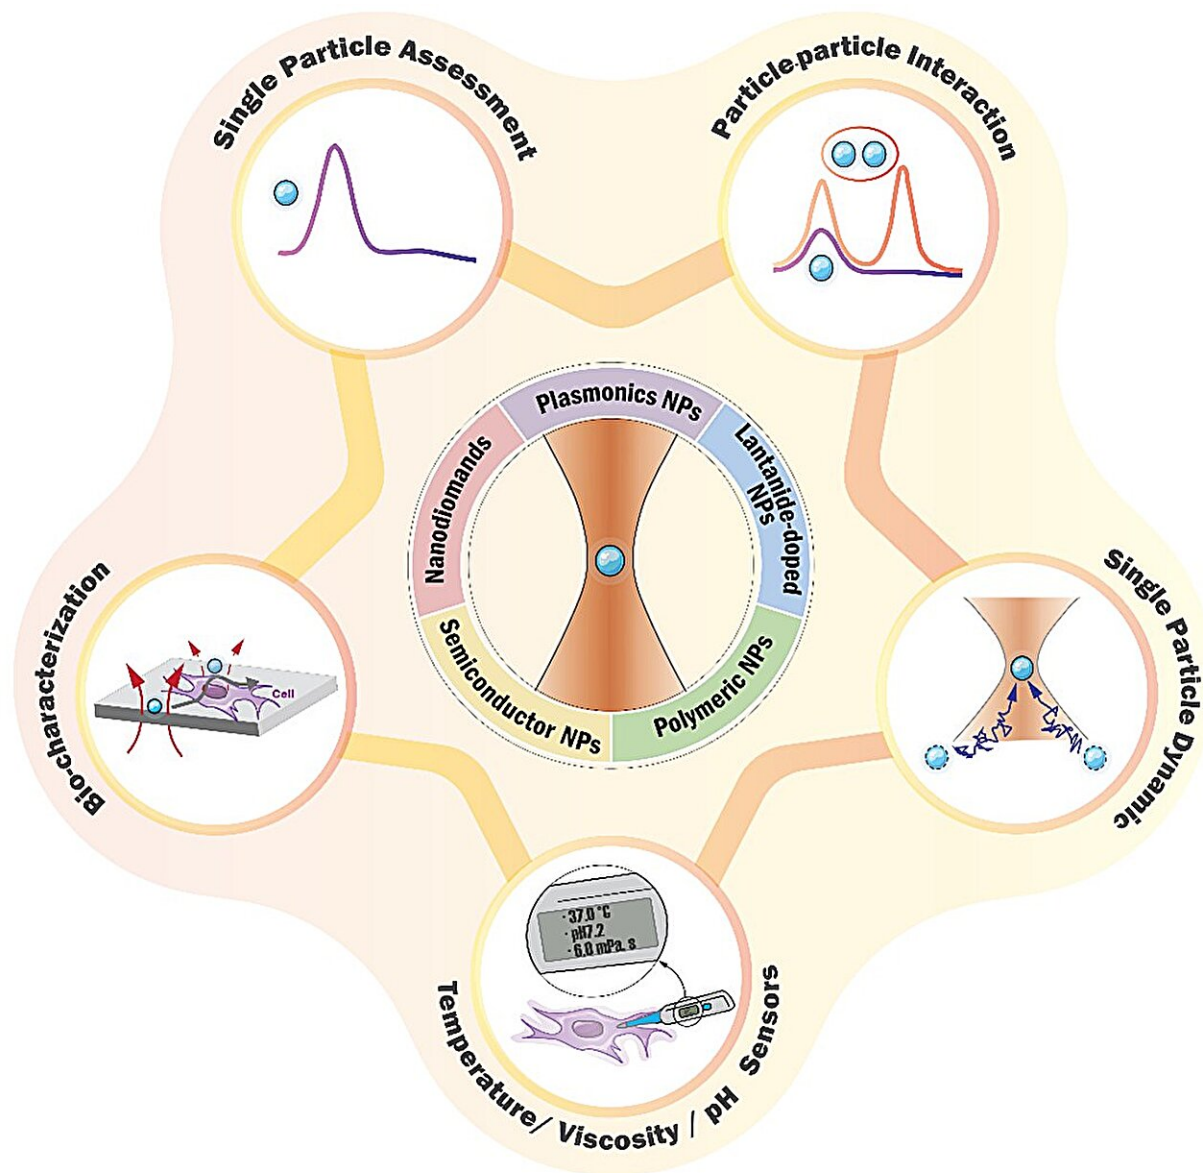 Single Particle Assessment
Particle-particle Interaction
Plasmonics NPs
Lantanide-doped
NPs
Nanodiomands
Semiconductor NPs
Polymeric NPs
Bio-characterization
Cell
Single Particle Dynamic
· 37.0 °C
· pH7.2
· 6.0 mPa. s
Temperature/ Viscosity / pH Sensors